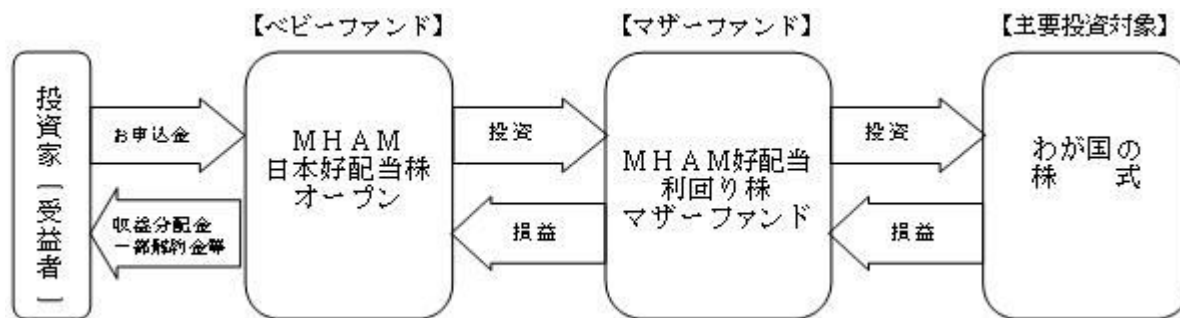 【ベビーファンド】
【マザーファンド】
【主要投資対象】
投資家（受益者）
お申込金
収益分配金
一部解約金等
MHAM
日本好配当株
オープン
投資
損益
MHAM好配当
利回り株
マザーファンド
投資
損益
わが国の
株　　式